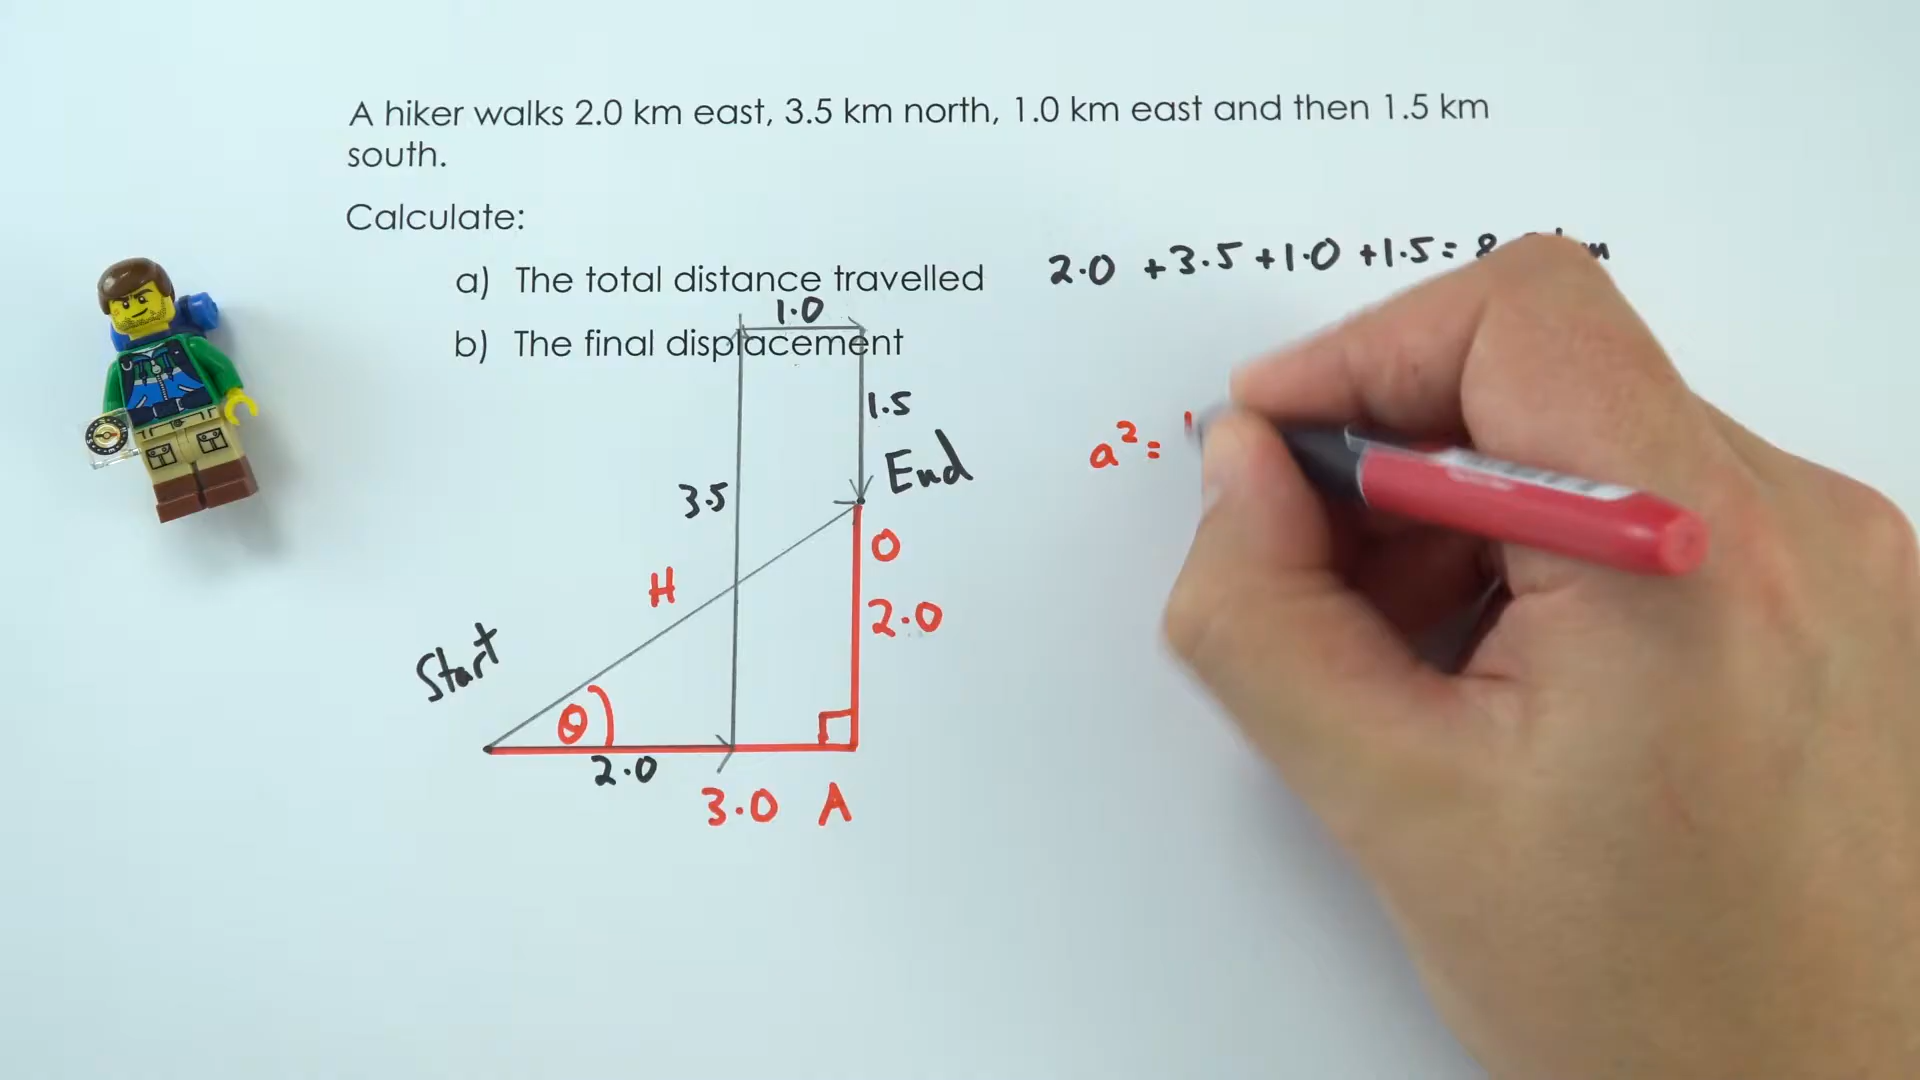 A hiker walks 2.0 km east, 3.5 km north, 1.0 km east and then 1.5 km
south.
Calculate:
a) The total distance travelled
2.0 + 3.5 + 1.0 + 1.5 = 8
b) The final displacement
1.0
1.5
End
3.5
O
2.0
H
Start
θ
2.0
3.0 A
a² =